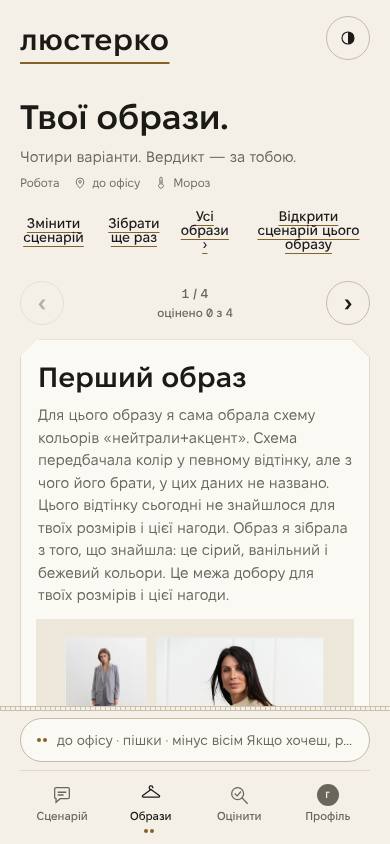 люстерко
Твої образи.
Чотири варіанти. Вердикт — за тобою.
Робота до офісу Мороз
Змінити
сценарій
Зібрати
ще раз
Усі
образи
›
Відкрити
сценарій цього
образу
‹
1 / 4
оцінено 0 з 4
›
Перший образ
Для цього образу я сама обрала схему
кольорів «нейтрали+акцент». Схема
передбачала колір у певному відтінку, але з
чого його брати, у цих даних не названо.
Цього відтінку сьогодні не знайшлося для
твоїх розмірів і цієї нагоди. Образ я зібрала
з того, що знайшла: це сірий, ванільний і
бежевий кольори. Це межа добору для
твоїх розмірів і цієї нагоди.
до офісу · пішки · мінус вісім Якщо хочеш, р...
Сценарій
Образи
Оцінити
Г
Профіль